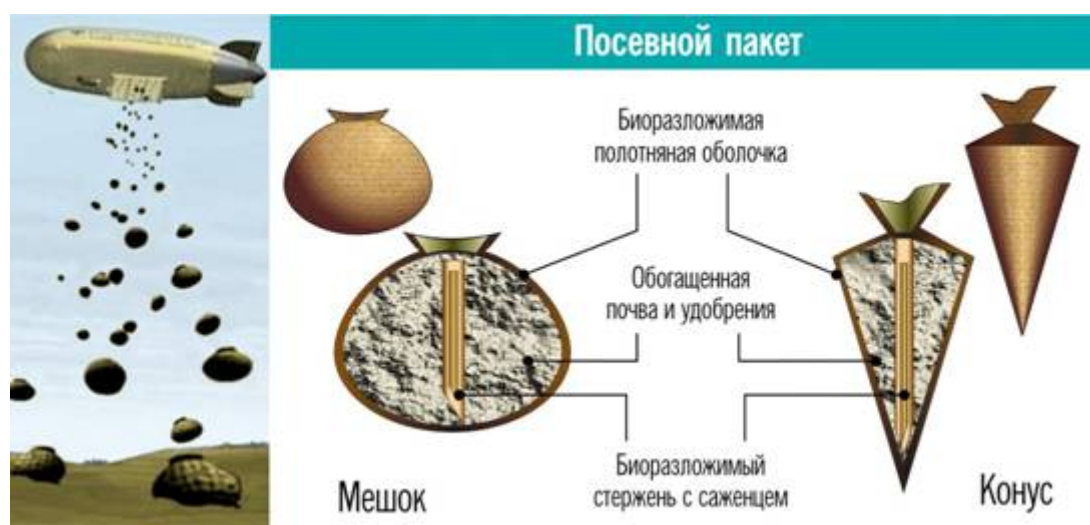 Посевной пакет
Биоразложимая
полотняная оболочка
Обогащенная
почва и удобрения
Биоразложимый
стержень с саженцем
Мешок
Конус